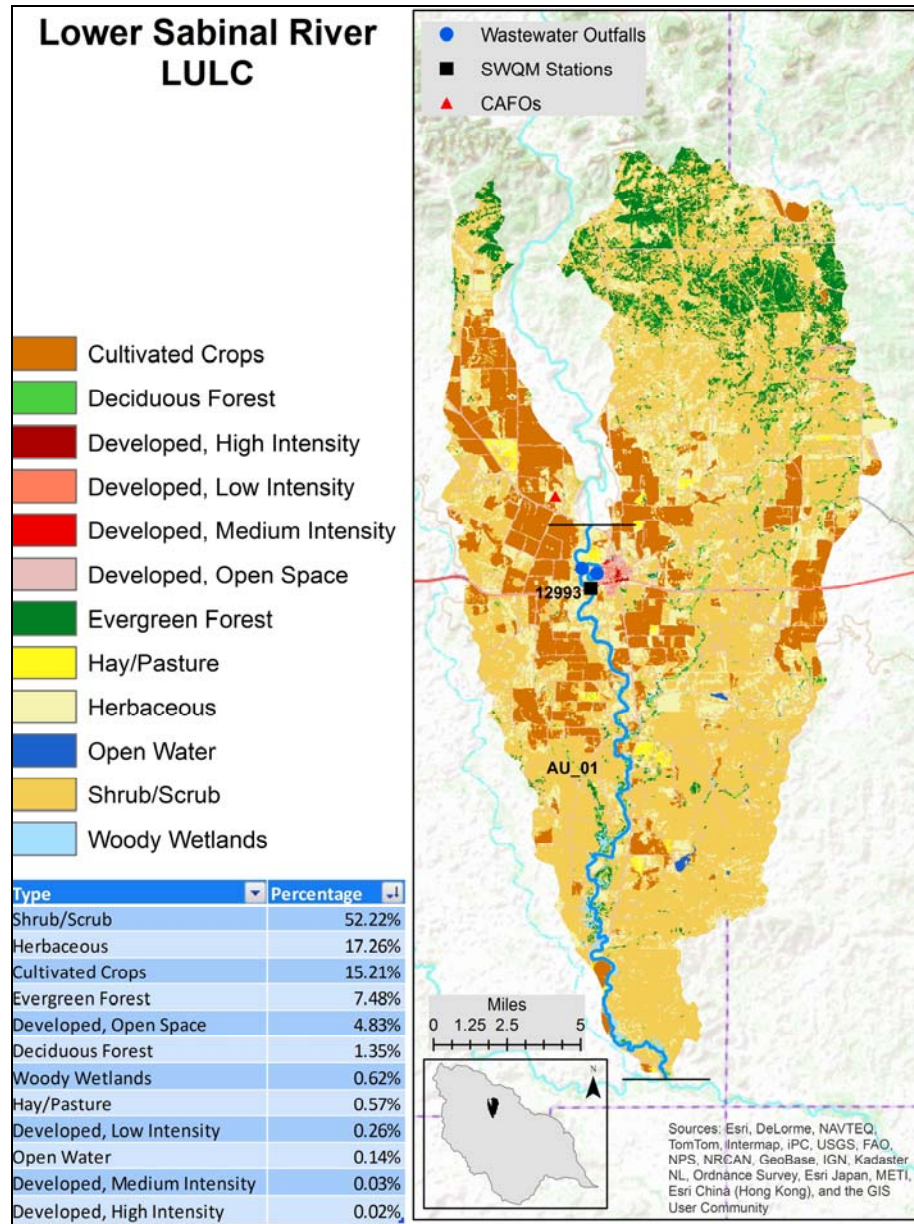 Lower Sabinal River
LULC
Wastewater Outfalls
SWQM Stations
CAFOs
Cultivated Crops
Deciduous Forest
Developed, High Intensity
Developed, Low Intensity
Developed, Medium Intensity
Developed, Open Space
Evergreen Forest
Hay/Pasture
Herbaceous
Open Water
Shrub/Scrub
Woody Wetlands
Type Percentage
Shrub/Scrub 52.22%
Herbaceous 17.26%
Cultivated Crops 15.21%
Evergreen Forest 7.48%
Developed, Open Space 4.83%
Deciduous Forest 1.35%
Woody Wetlands 0.62%
Hay/Pasture 0.57%
Developed, Low Intensity 0.26%
Open Water 0.14%
Developed, Medium Intensity 0.03%
Developed, High Intensity 0.02%
12993
AU_01
Miles
0 1.25 2.5 5
N
Sources: Esri, DeLorme, NAVTEQ,
TomTom, Intermap, iPC, USGS, FAO,
NPS, NRCAN, GeoBase, IGN, Kadaster
NL, Ordnance Survey, Esri Japan, METI,
Esri China (Hong Kong), and the GIS
User Community